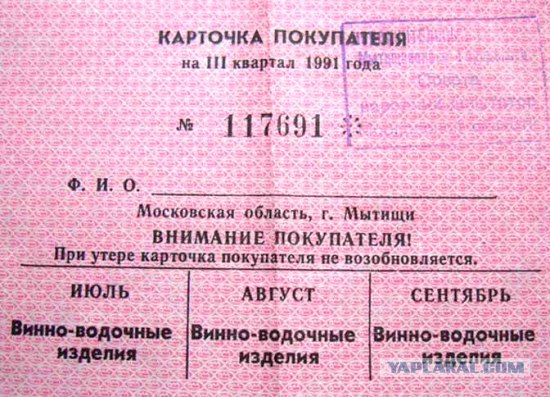 КАРТОЧКА ПОКУПАТЕЛЯ
на III квартал 1991 года
№ 117691 *
Ф. И. О.
Московская область, г. Мытищи
ВНИМАНИЕ ПОКУПАТЕЛЯ!
При утере карточка покупателя не возобновляется.
ИЮЛЬ АВГУСТ СЕНТЯБРЬ
Винно-водочные Винно-водочные Винно-водочные
изделия изделия изделия
YAPLAKAL.COM